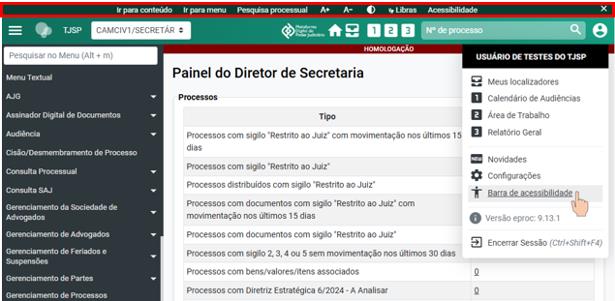 Ir para conteúdo Ir para menu Pesquisa processual A+ A- Libras Acessibilidade ×
TJSP CAMCIV1/SECRETÁR Plataforma Digital do Poder Judiciário 1 2 3 Nº de processo
HOMOLOGAÇÃO
Pesquisar no Menu (Alt + m)
Menu Textual
AJG
Assinador Digital de Documentos
Audiência
Cisão/Desmembramento de Processo
Consulta Processual
Consulta SAJ
Gerenciamento da Sociedade de
Advogados
Gerenciamento de Advogados
Gerenciamento de Feriados e
Suspensões
Gerenciamento de Partes
Gerenciamento de Processos
Painel do Diretor de Secretaria
Processos
Tipo
Processos com sigilo "Restrito ao Juiz" com movimentação nos últimos 15
dias
Processos com sigilo "Restrito ao Juiz"
Processos distribuídos com sigilo "Restrito ao Juiz"
Processos com documentos com sigilo "Restrito ao Juiz" com
movimentação nos últimos 15 dias
Processos com documentos com sigilo "Restrito ao Juiz"
Processos com sigilo 2, 3, 4 ou 5 sem movimentação nos últimos 30 dias
Processos com bens/valores/itens associados 0
Processos com Diretriz Estratégica 6/2024 - A Analisar 0
USUÁRIO DE TESTES DO TJSP
Meus localizadores
1 Calendário de Audiências
2 Área de Trabalho
3 Relatório Geral
NEW Novidades
Configurações
Barra de acessibilidade
Versão eproc: 9.13.1
Encerrar Sessão (Ctrl+Shift+F4)